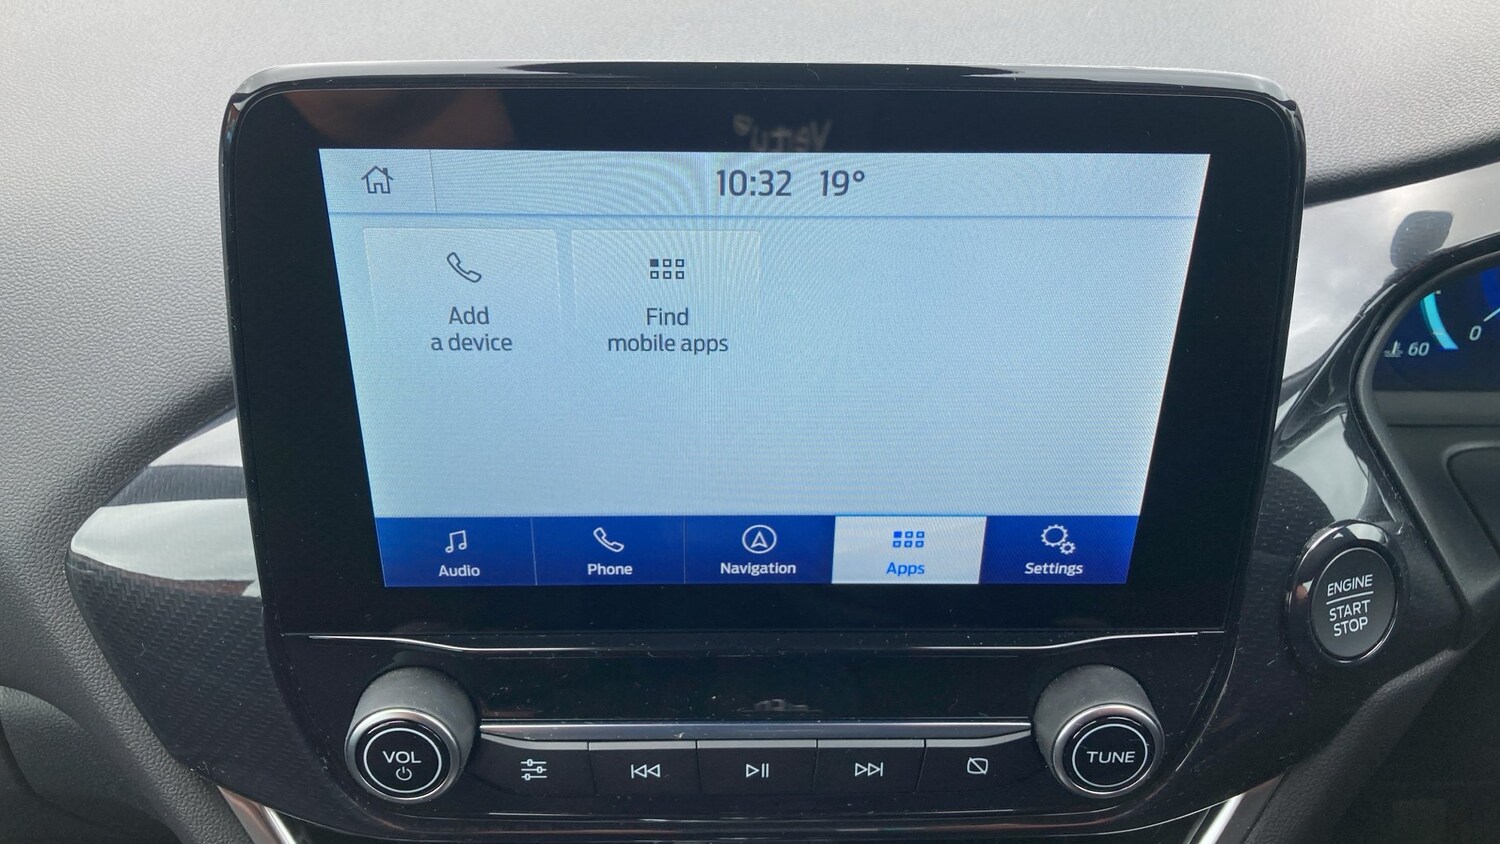 10:32 19°
Add
a device
Find
mobile apps
Audio
Phone
Navigation
Apps
Settings
60
0
ENGINE
START
STOP
VOL
TUNE